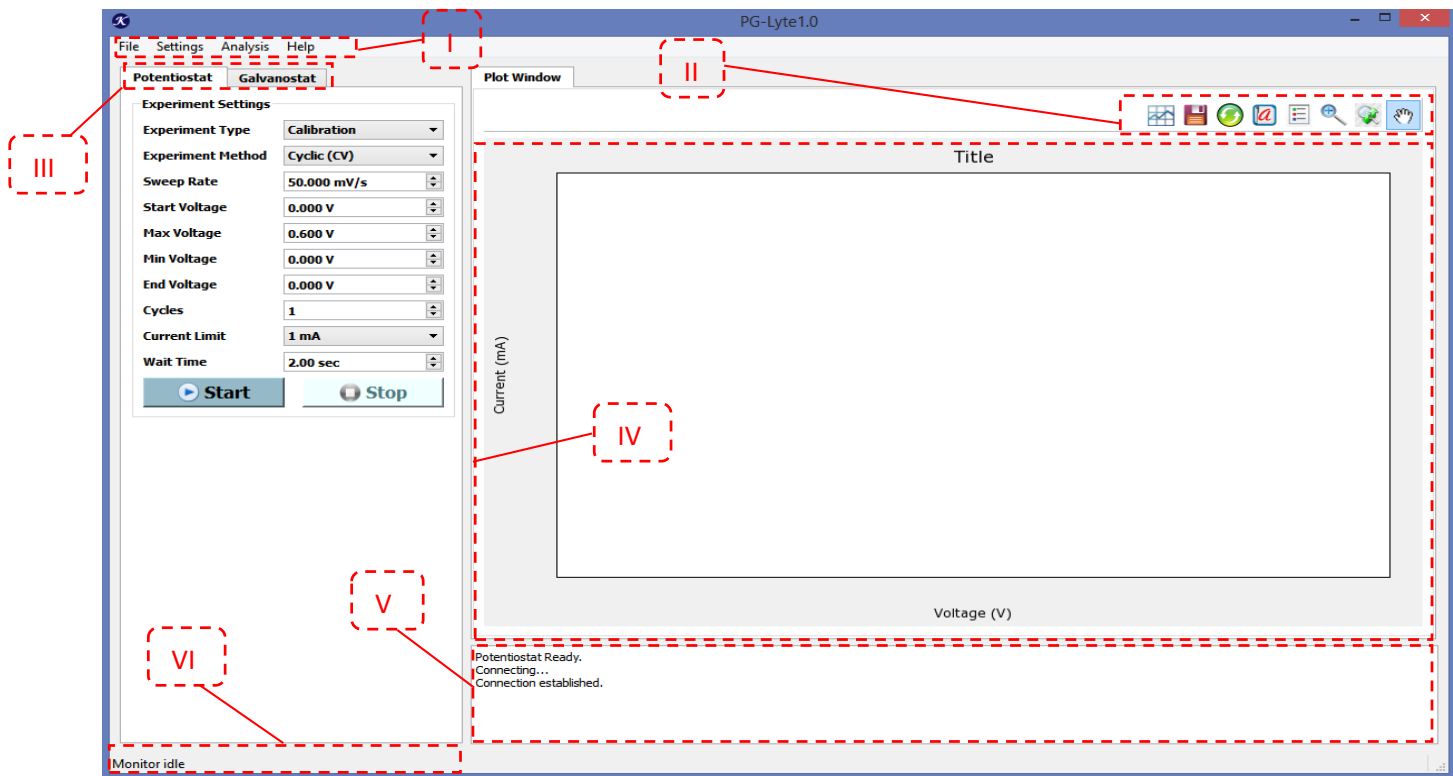 PG-Lyte1.0
I
File Settings Analysis Help
II
Potentiostat Galvanostat
Plot Window
III
Experiment Settings
Experiment Type Calibration
Experiment Method Cyclic (CV)
Sweep Rate 50.000 mV/s
Start Voltage 0.000 V
Max Voltage 0.600 V
Min Voltage 0.000 V
End Voltage 0.000 V
Cycles 1
Current Limit 1 mA
Wait Time 2.00 sec
Start Stop
a
Title
Current (mA)
IV
Voltage (V)
V
VI
Potentiostat Ready.
Connecting...
Connection established.
Monitor idle